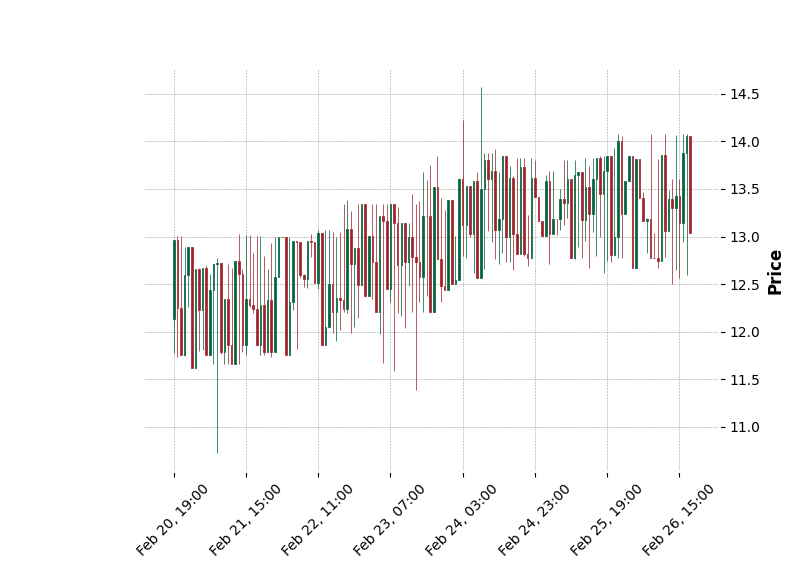 14.5
14.0
13.5
13.0
12.5
12.0
11.5
11.0
Price
Feb 20, 19:00
Feb 21, 15:00
Feb 22, 11:00
Feb 23, 07:00
Feb 24, 03:00
Feb 24, 23:00
Feb 25, 19:00
Feb 26, 15:00